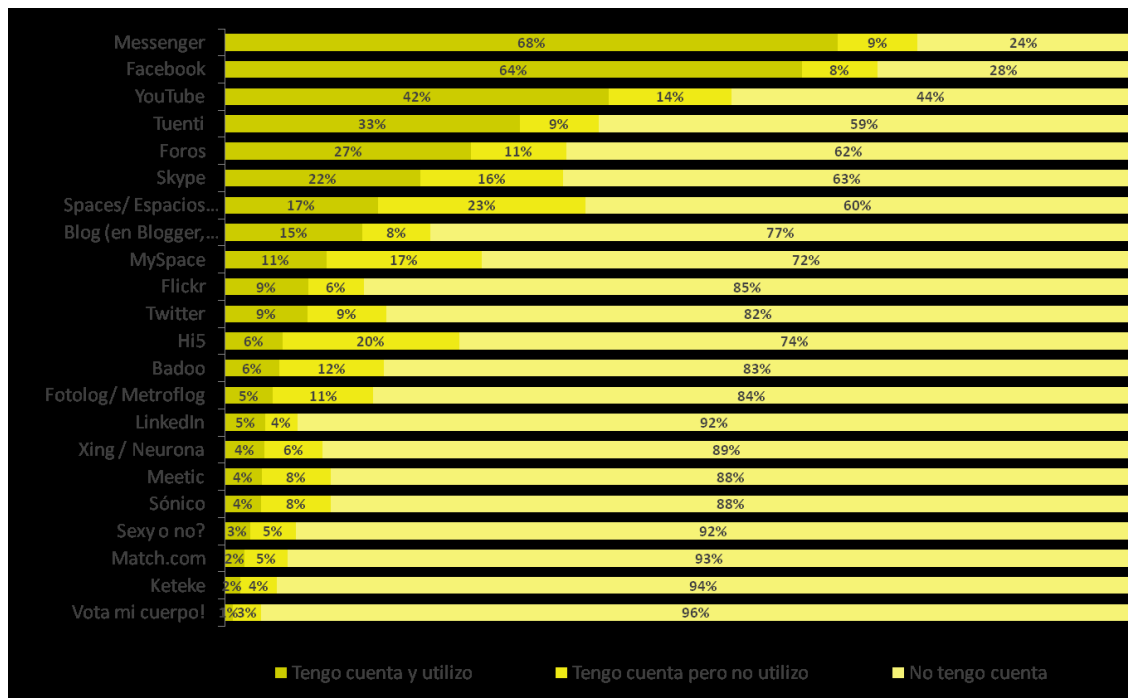 Messenger 68% 9% 24%
Facebook 64% 8% 28%
YouTube 42% 14% 44%
Tuenti 33% 9% 59%
Foros 27% 11% 62%
Skype 22% 16% 63%
Spaces/ Espacios... 17% 23% 60%
Blog (en Blogger,... 15% 8% 77%
MySpace 11% 17% 72%
Flickr 9% 6% 85%
Twitter 9% 9% 82%
Hi5 6% 20% 74%
Badoo 6% 12% 83%
Fotolog/ Metroflog 5% 11% 84%
LinkedIn 5% 4% 92%
Xing / Neurona 4% 6% 89%
Meetic 4% 8% 88%
Sónico 4% 8% 88%
Sexy o no? 3% 5% 92%
Match.com 2% 5% 93%
Keteke 2% 4% 94%
Vota mi cuerpo! 1% 3% 96%
Tengo cuenta y utilizo Tengo cuenta pero no utilizo No tengo cuenta